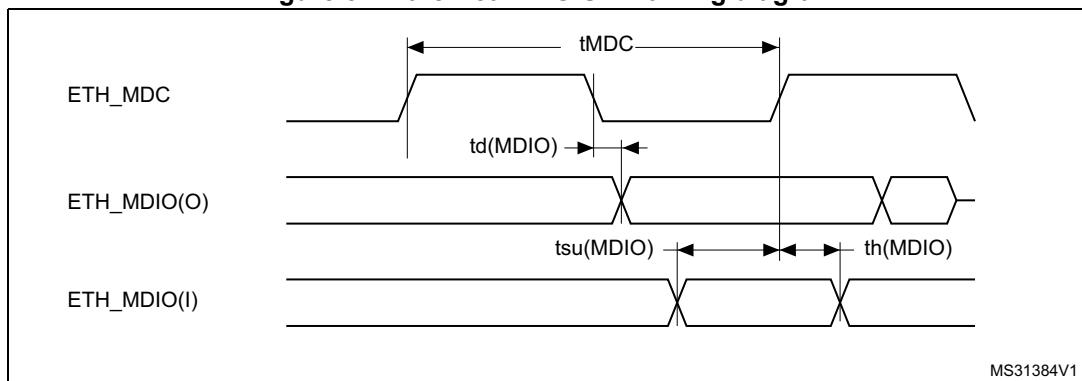 tMDC
ETH_MDC
td(MDIO)
ETH_MDIO(O)
tsu(MDIO) th(MDIO)
ETH_MDIO(I)
MS31384V1